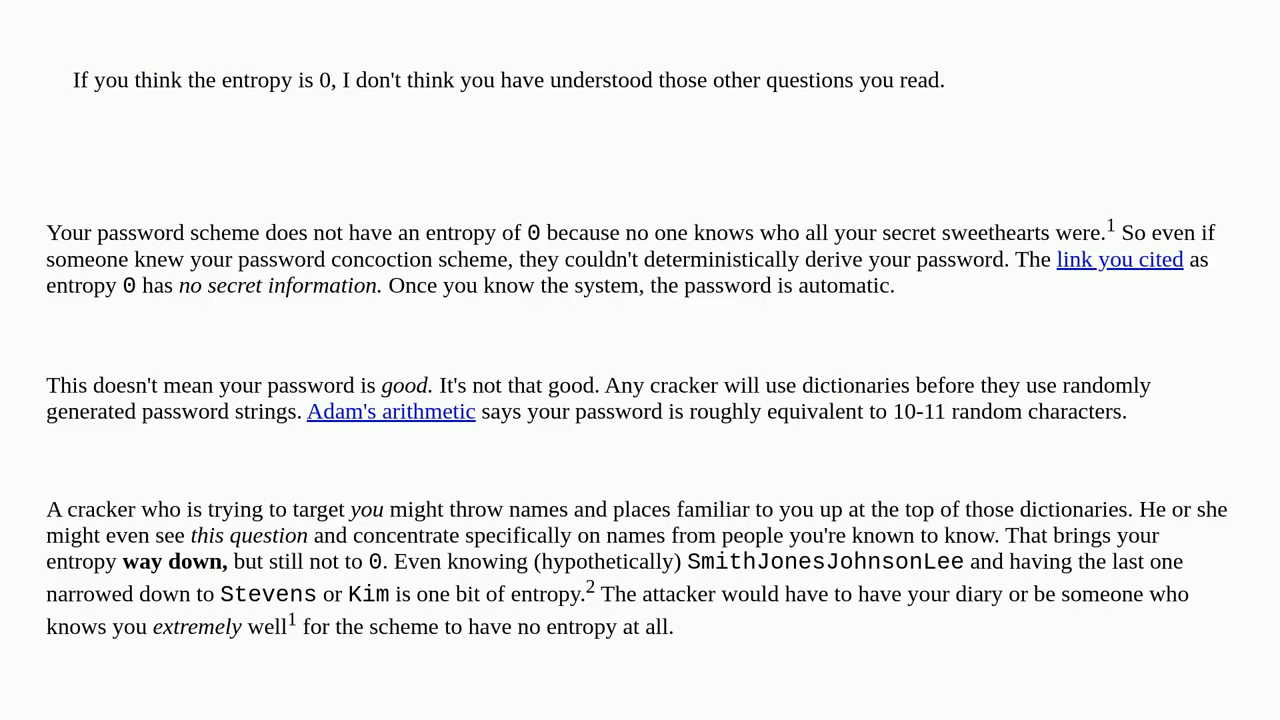 If you think the entropy is 0, I don't think you have understood those other questions you read.
Your password scheme does not have an entropy of 0 because no one knows who all your secret sweethearts were.1 So even if
someone knew your password concoction scheme, they couldn't deterministically derive your password. The link you cited as
entropy 0 has no secret information. Once you know the system, the password is automatic.
This doesn't mean your password is good. It's not that good. Any cracker will use dictionaries before they use randomly
generated password strings. Adam's arithmetic says your password is roughly equivalent to 10-11 random characters.
A cracker who is trying to target you might throw names and places familiar to you up at the top of those dictionaries. He or she
might even see this question and concentrate specifically on names from people you're known to know. That brings your
entropy way down, but still not to 0. Even knowing (hypothetically) SmithJonesJohnsonLee and having the last one
narrowed down to Stevens or Kim is one bit of entropy.2 The attacker would have to have your diary or be someone who
knows you extremely well1 for the scheme to have no entropy at all.